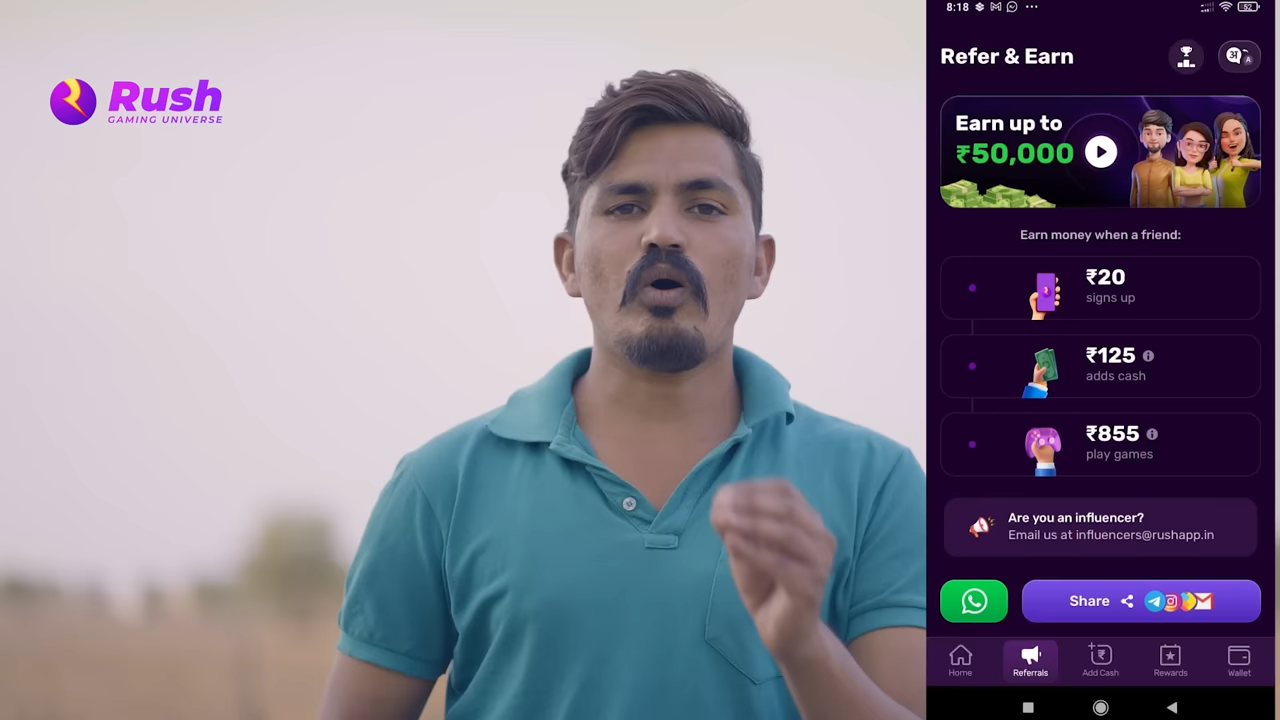 Rush
GAMING UNIVERSE
8:18
52
Refer & Earn
अ A
Earn up to
₹50,000
Earn money when a friend:
₹20
signs up
₹125
adds cash
₹855
play games
Are you an influencer?
Email us at influencers@rushapp.in
Share
Home
Referrals
Add Cash
Rewards
Wallet